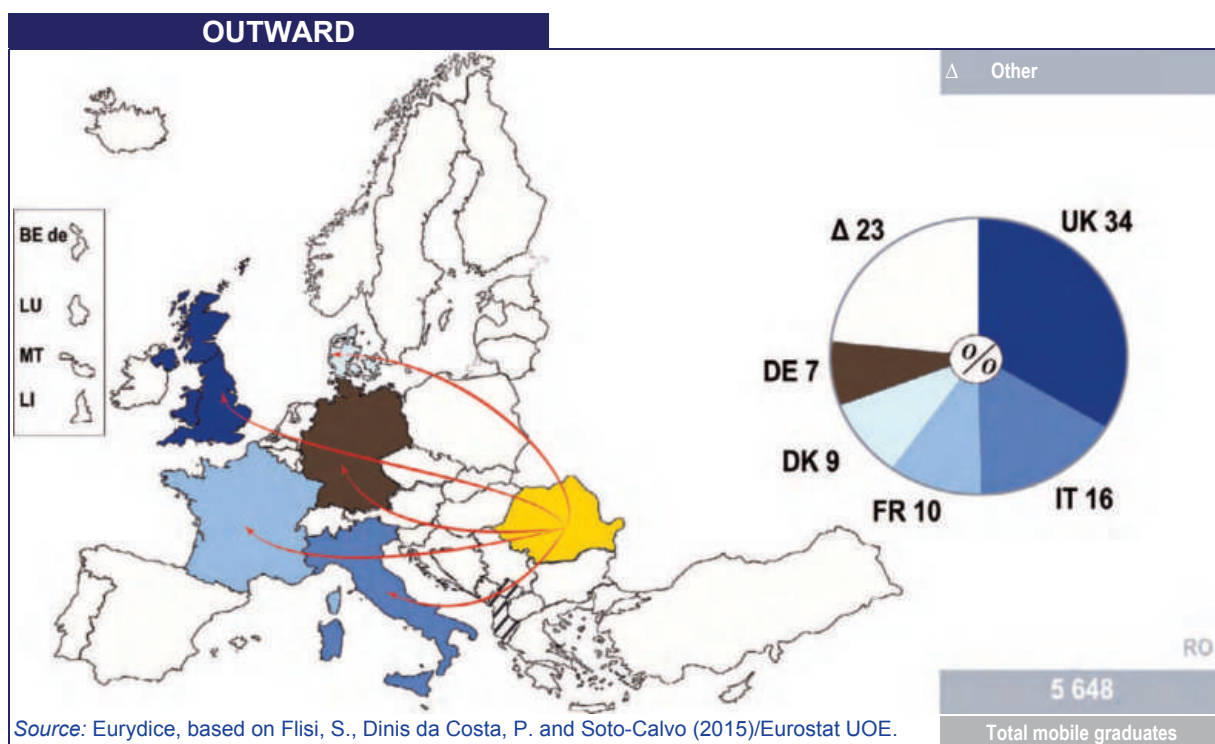 OUTWARD
Δ Other
BE de
LU
MT
LI
Δ 23
UK 34
%
DE 7
DK 9
FR 10
IT 16
RO
5 648
Total mobile graduates
Source: Eurydice, based on Flisi, S., Dinis da Costa, P. and Soto-Calvo (2015)/Eurostat UOE.